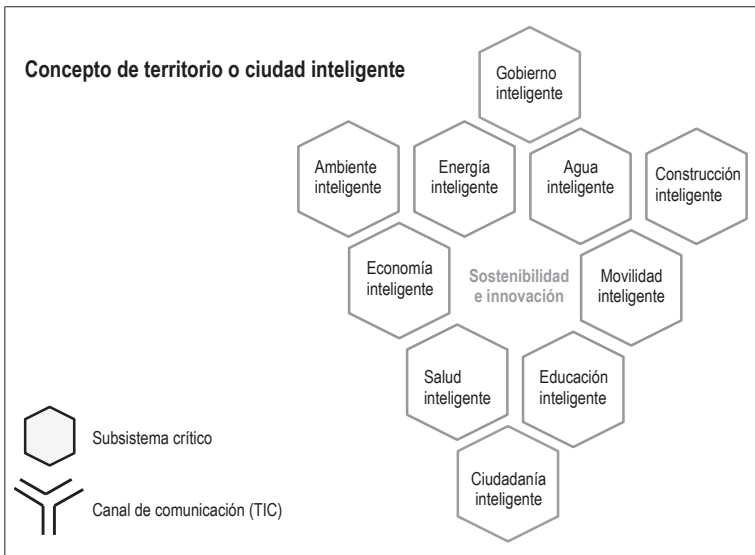 Concepto de territorio o ciudad inteligente
Gobierno
inteligente
Ambiente
inteligente
Energía
inteligente
Agua
inteligente
Construcción
inteligente
Economía
inteligente
Sostenibilidad
e innovación
Movilidad
inteligente
Salud
inteligente
Educación
inteligente
Ciudadanía
inteligente
Subsistema crítico
Canal de comunicación (TIC)